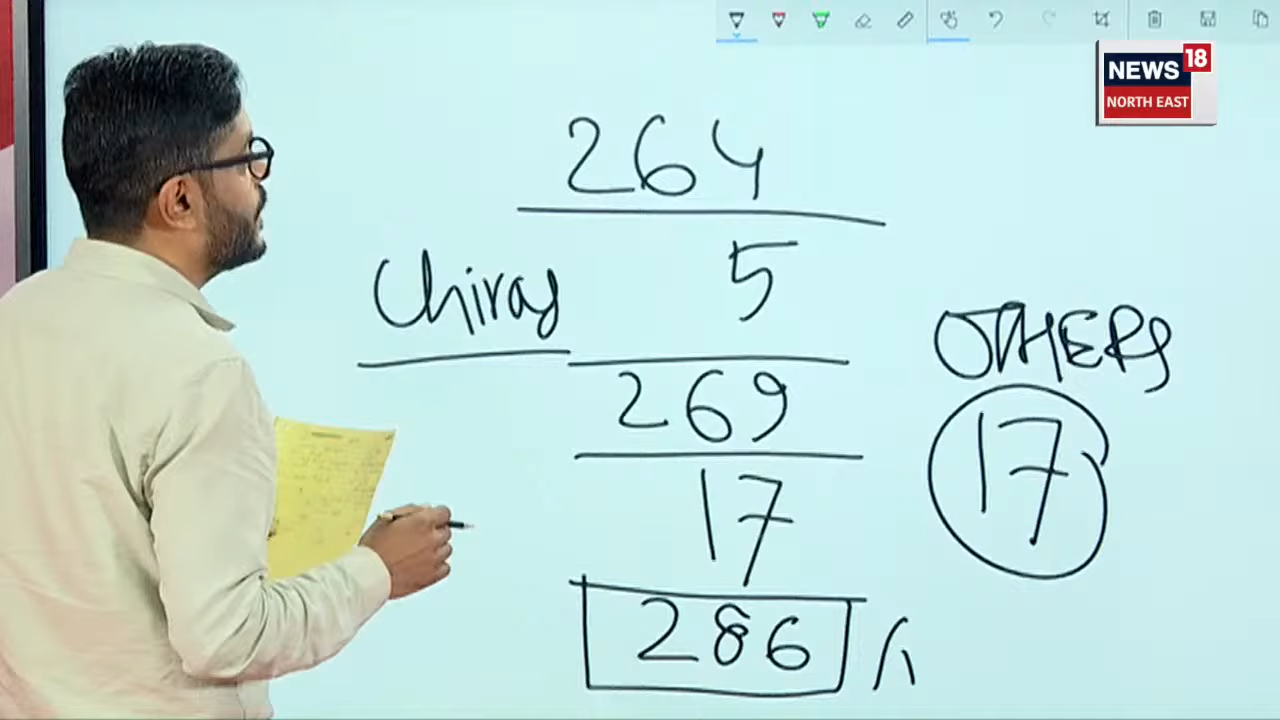 NEWS 18
NORTH EAST
264
Chirag 5
269
OTHERS
17
17
286